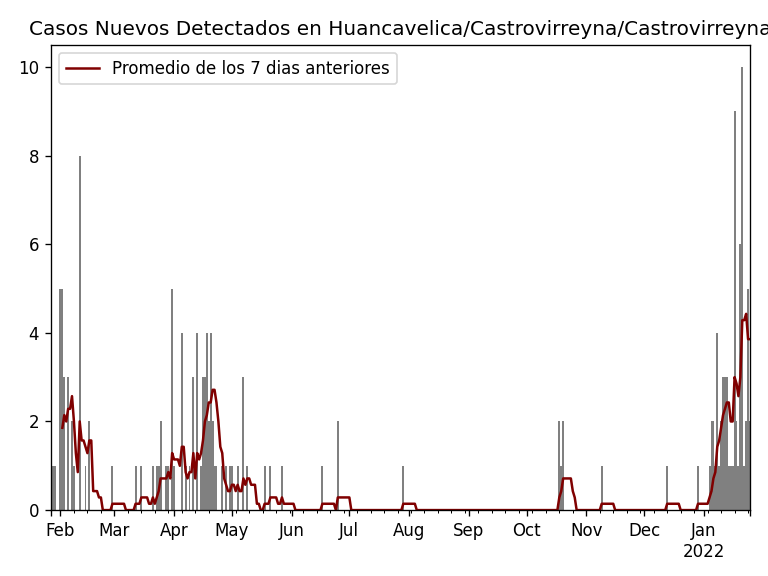 Casos Nuevos Detectados en Huancavelica/Castrovirreyna/Castrovirreyna
Promedio de los 7 dias anteriores
10
8
6
4
2
0
Feb Mar Apr May Jun Jul Aug Sep Oct Nov Dec Jan
2022